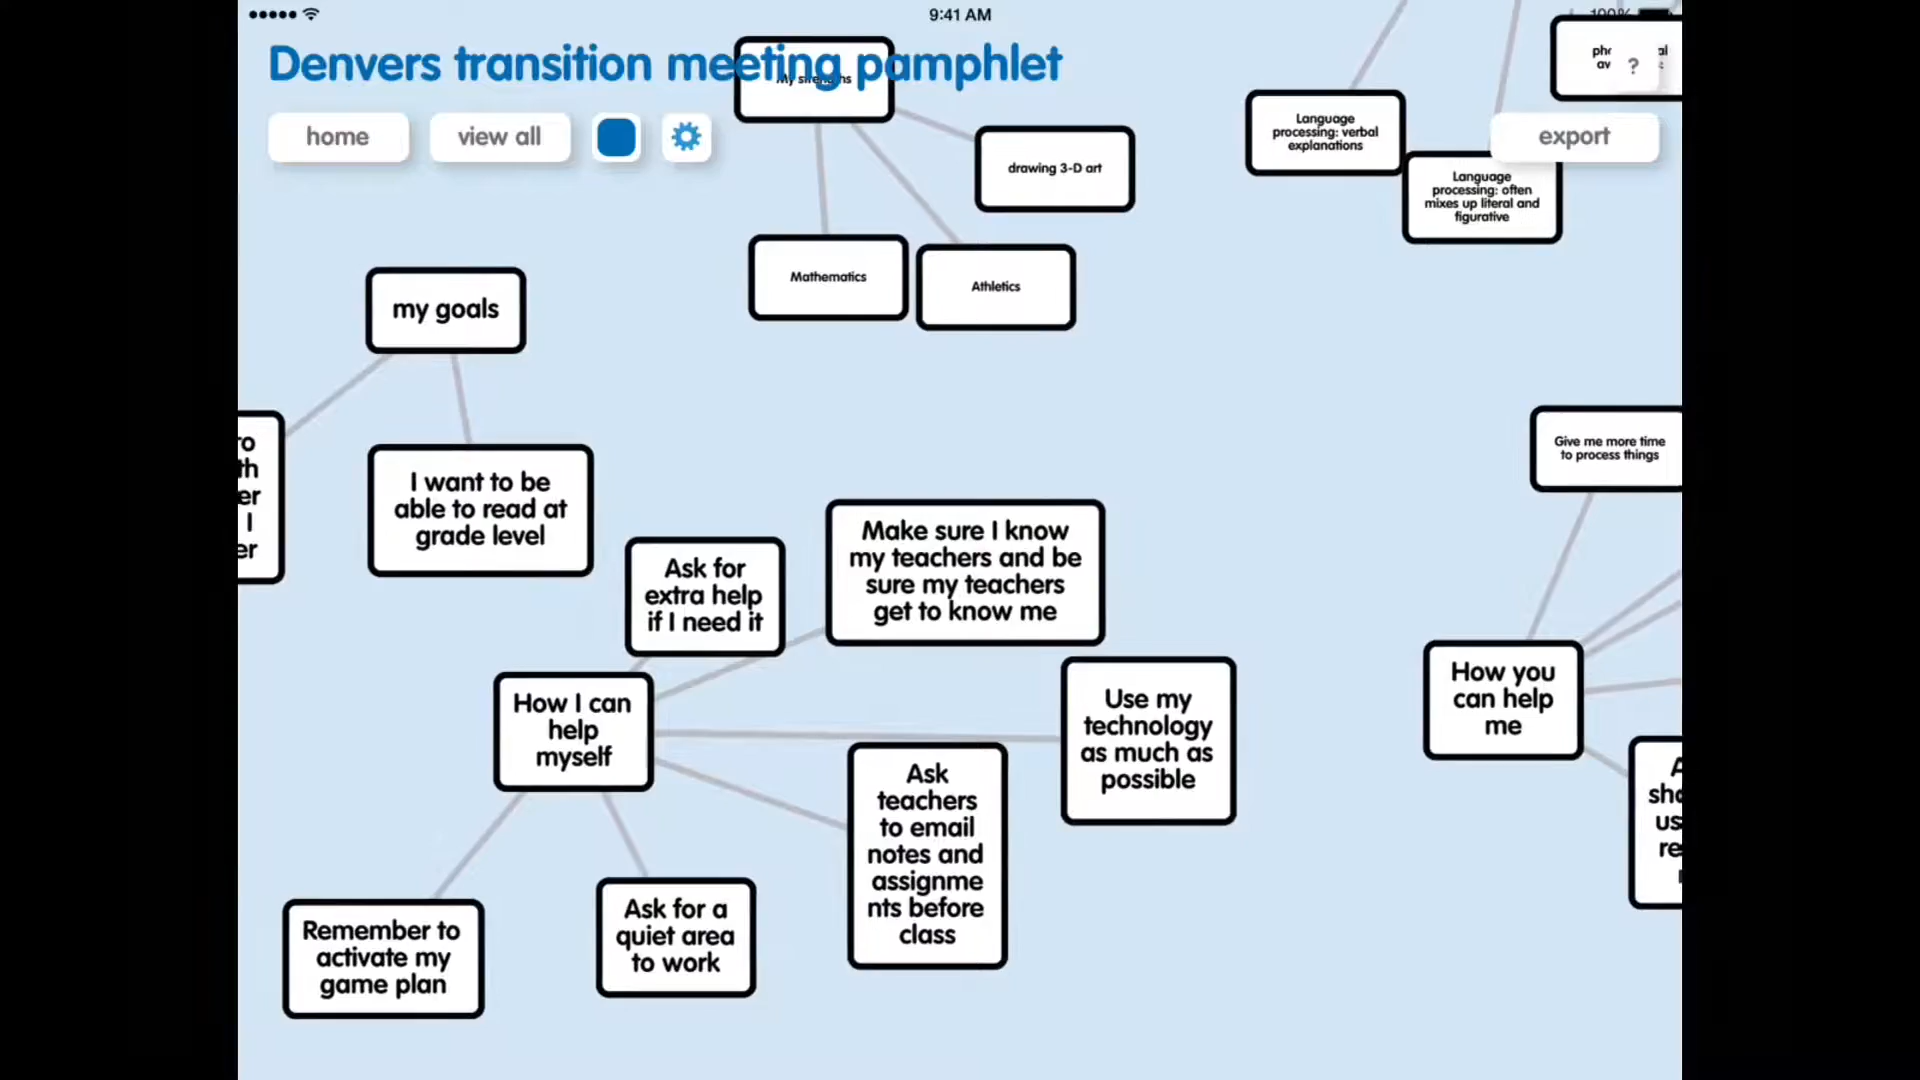 9:41 AM
100%
Denvers transition meeting pamphlet
home
view all
export
?
My strengths
drawing 3-D art
Mathematics
Athletics
Language
processing: verbal
explanations
Language
processing: often
mixes up literal and
figurative
my goals
I want to be
able to read at
grade level
Give me more time
to process things
Ask for
extra help
if I need it
Make sure I know
my teachers and be
sure my teachers
get to know me
How I can
help
myself
Use my
technology
as much as
possible
How you
can help
me
Ask
teachers
to email
notes and
assignme
nts before
class
Remember to
activate my
game plan
Ask for a
quiet area
to work